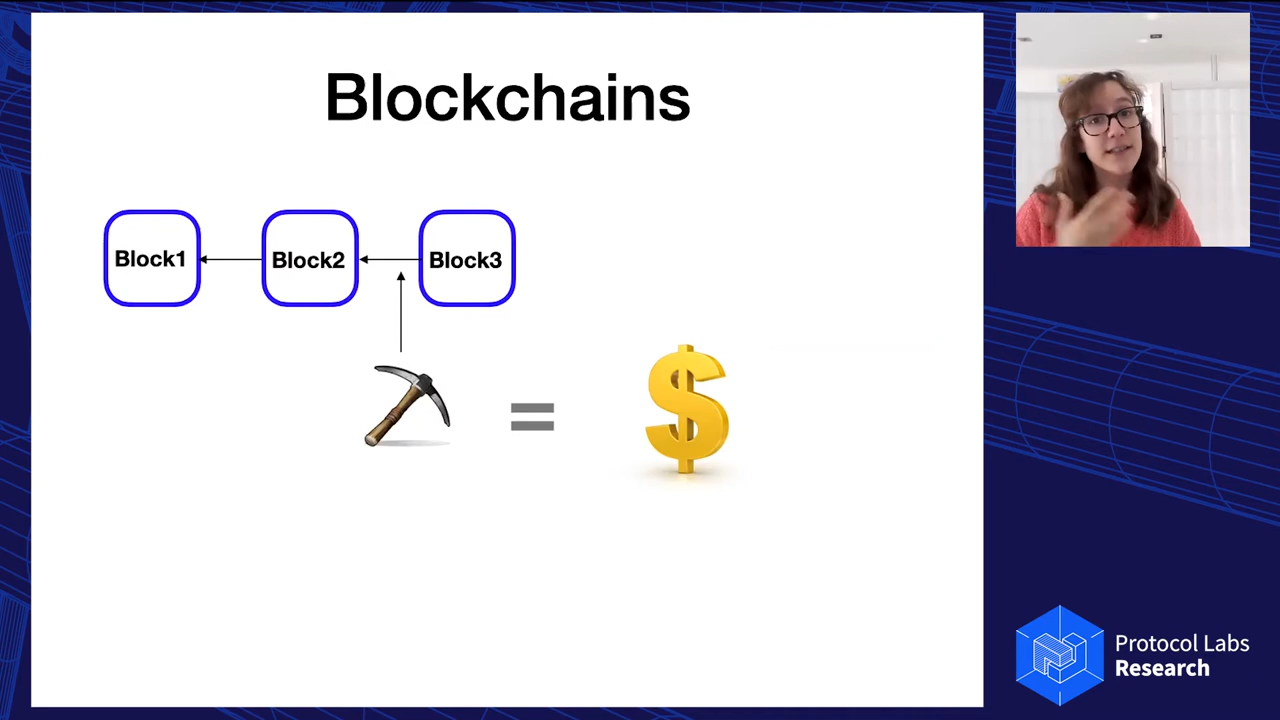 Blockchains
Block1
Block2
Block3
=
$
Protocol Labs
Research